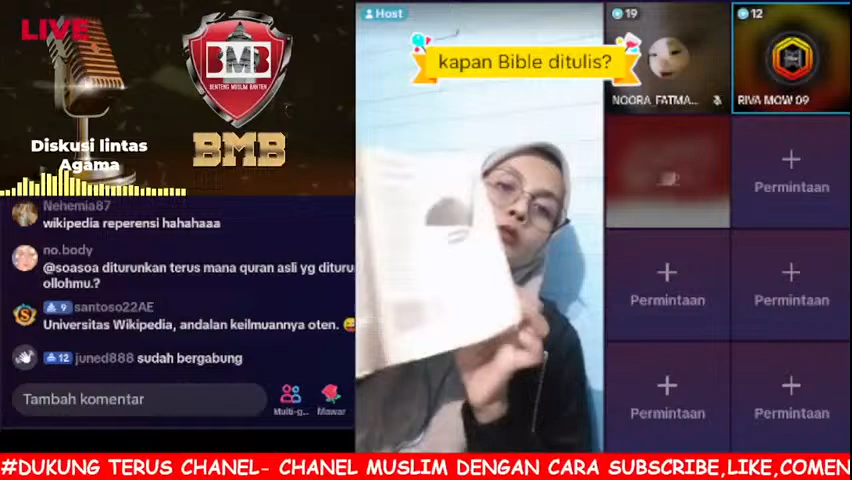 LIVE
BMB
BENTENG MUSLIM BANTEN
BMB
Diskusi lintas
Agama
Nehemia87
wikipedia reperensi hahahaaa
no.body
@soasoa diturunkan terus mana quran asli yg dituru
ollohmu.?
9 santoso22AE
Universitas Wikipedia, andalan keilmuannya oten.
12 juned888 sudah bergabung
Tambah komentar
Multi-g...
Mawar
Host
kapan Bible ditulis?
19
NOORA FATMA...
12
RIVA MOW 09
Permintaan
Permintaan
Permintaan
Permintaan
Permintaan
#DUKUNG TERUS CHANEL- CHANEL MUSLIM DENGAN CARA SUBSCRIBE,LIKE,COMEN